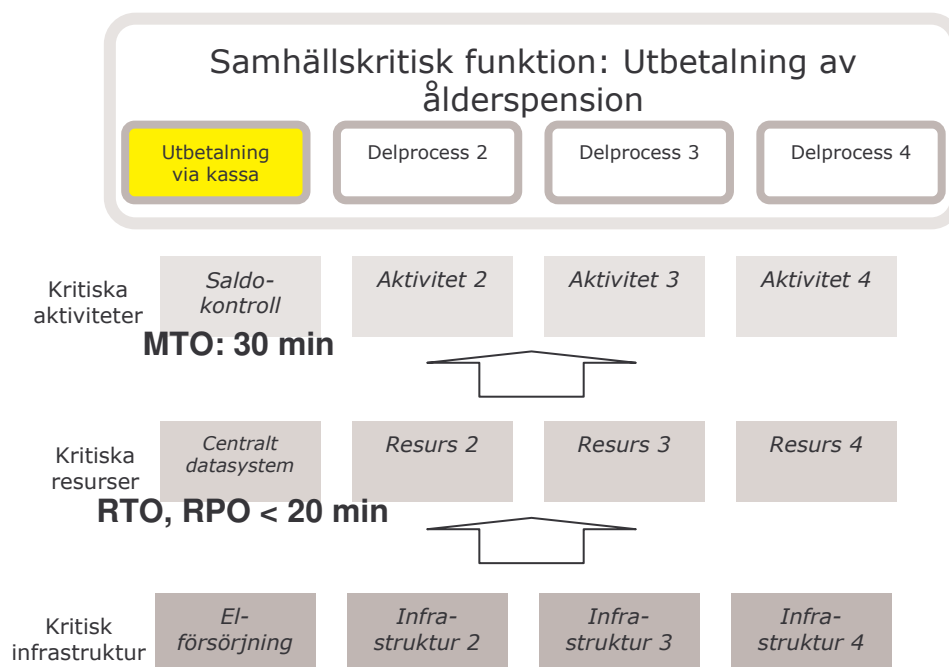 Samhällskritisk funktion: Utbetalning av
ålderspension
Utbetalning
via kassa
Delprocess 2
Delprocess 3
Delprocess 4
Kritiska
aktiviteter
Saldo-
kontroll
Aktivitet 2
Aktivitet 3
Aktivitet 4
MTO: 30 min
Kritiska
resurser
Centralt
datasystem
Resurs 2
Resurs 3
Resurs 4
RTO, RPO < 20 min
Kritisk
infrastruktur
El-
försörjning
Infra-
struktur 2
Infra-
struktur 3
Infra-
struktur 4